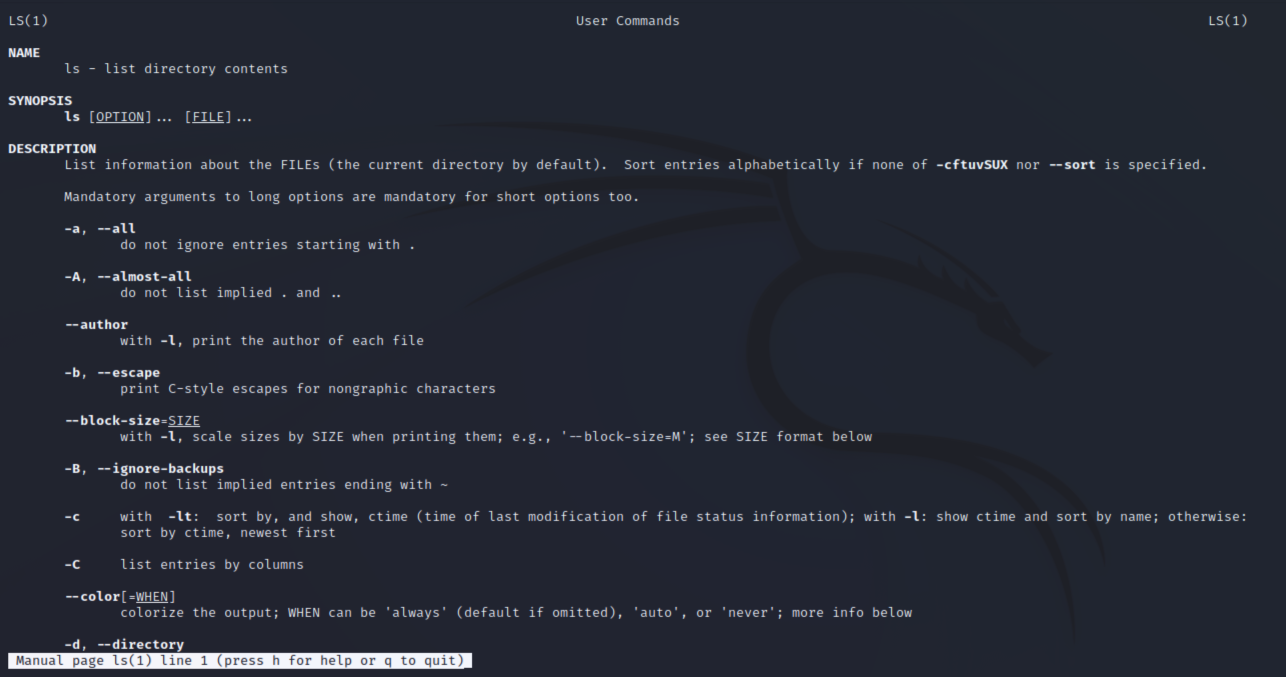 LS(1) User Commands LS(1)
NAME
ls - list directory contents
SYNOPSIS
ls [OPTION]... [FILE]...
DESCRIPTION
List information about the FILEs (the current directory by default).  Sort entries alphabetically if none of -cftuvSUX nor --sort is specified.
Mandatory arguments to long options are mandatory for short options too.
-a, --all
do not ignore entries starting with .
-A, --almost-all
do not list implied . and ..
--author
with -l, print the author of each file
-b, --escape
print C-style escapes for nongraphic characters
--block-size=SIZE
with -l, scale sizes by SIZE when printing them; e.g., '--block-size=M'; see SIZE format below
-B, --ignore-backups
do not list implied entries ending with ~
-c with  -lt:  sort by, and show, ctime (time of last modification of file status information); with -l: show ctime and sort by name; otherwise:
sort by ctime, newest first
-C list entries by columns
--color[=WHEN]
colorize the output; WHEN can be 'always' (default if omitted), 'auto', or 'never'; more info below
-d, --directory
Manual page ls(1) line 1 (press h for help or q to quit)